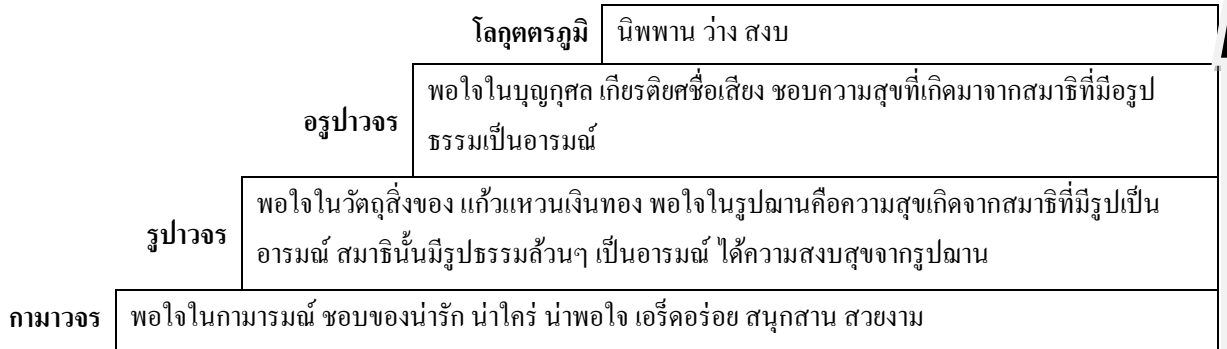 โลกุตตรภูมิ นิพพาน ว่าง สงบ
พอใจในบุญกุศล เกียรติยศชื่อเสียง ชอบความสุขที่เกิดมาจากสมาธิที่มีอรูป
อรูปาวจร
ธรรมเป็นอารมณ์
พอใจในวัตถุสิ่งของ แก้วแหวนเงินทอง พอใจในรูปฌานคือความสุขเกิดจากสมาธิที่มีรูปเป็น
รูปาวจร
อารมณ์ สมาธินั้นมีรูปธรรมล้วนๆ เป็นอารมณ์ ได้ความสงบสุขจากรูปฌาน
กามาวจร พอใจในกามารมณ์ ชอบของน่ารัก น่าใคร่ น่าพอใจ เอร็ดอร่อย สนุกสาน สวยงาม